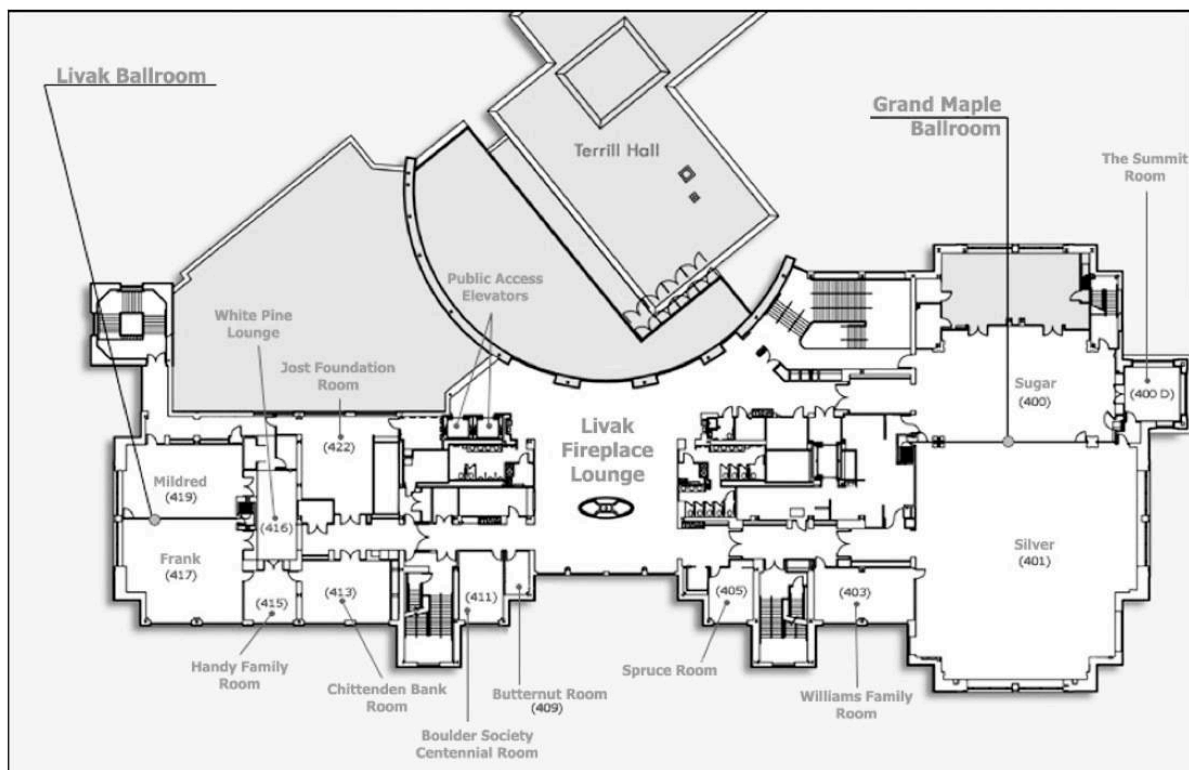 Livak Ballroom
Grand Maple
Ballroom
Terrill Hall
The Summit
Room
Public Access
Elevators
White Pine
Lounge
Jost Foundation
Room
Sugar
(400)
(400 D)
Livak
Fireplace
Lounge
(422)
Mildred
(419)
(416)
Frank
(417)
Silver
(401)
(415)
(413)
(411)
(405)
(403)
Handy Family
Room
Chittenden Bank
Room
Butternut Room
(409)
Boulder Society
Centennial Room
Spruce Room
Williams Family
Room